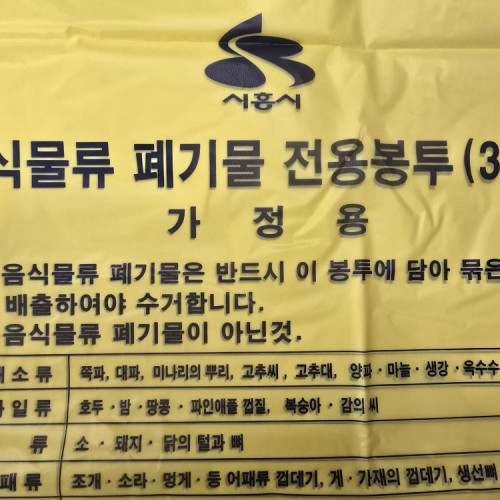 시흥시
식물류 폐기물 전용봉투(3
가 정 용
음식물류 폐기물은 반드시 이 봉투에 담아 묶은
배출하여야 수거합니다.
음식물류 폐기물이 아닌것.
채소류 쪽파, 대파, 미나리의 뿌리, 고추씨, 고추대, 양파·마늘·생강·옥수수
과일류 호두·밤·땅콩·파인애플 껍질, 복숭아·감의 씨
류 소·돼지·닭의 털과 뼈
패류 조개·소라·멍게·등 어패류 껍데기, 게·가재의 껍데기, 생선뼈